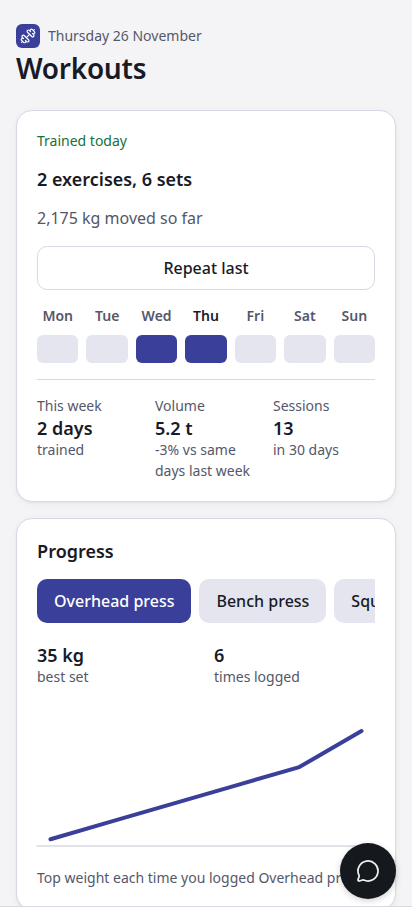 Thursday 26 November
Workouts
Trained today
2 exercises, 6 sets
2,175 kg moved so far
Repeat last
Mon Tue Wed Thu Fri Sat Sun
This week Volume Sessions
2 days 5.2 t 13
trained -3% vs same in 30 days
days last week
Progress
Overhead press Bench press Squ
35 kg 6
best set times logged
Top weight each time you logged Overhead pr